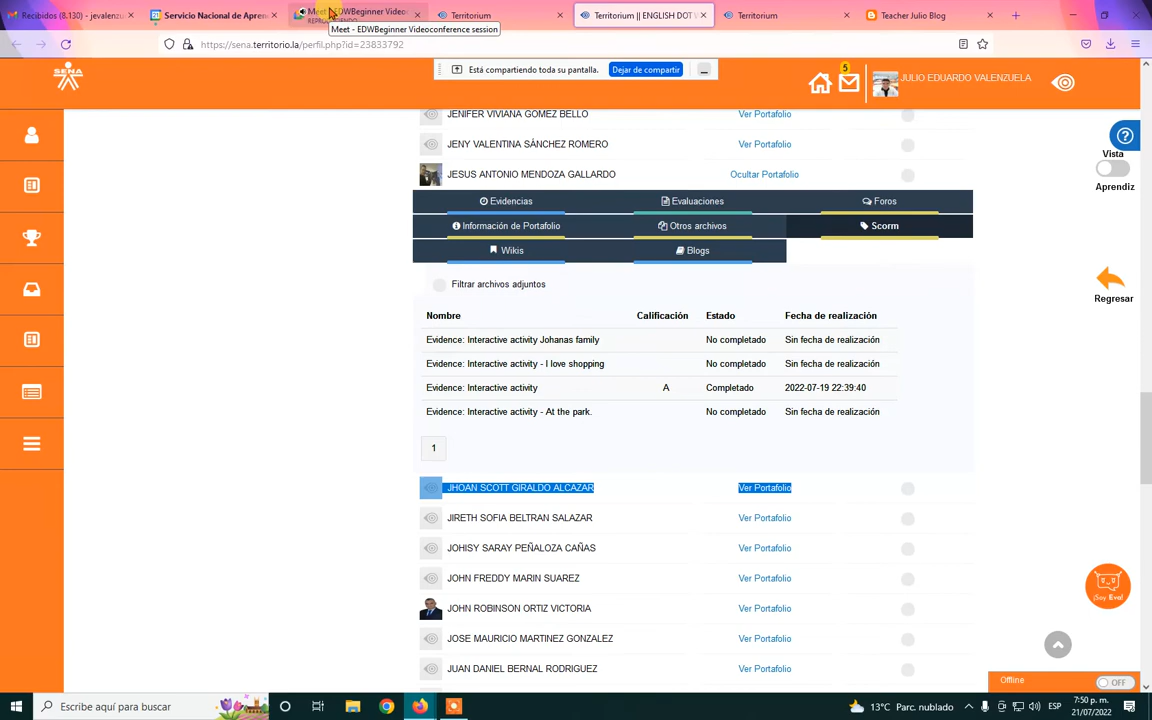 Recibidos (8.130) - jevalenzu
Servicio Nacional de Apren
Meet - EDWBeginner Videoc
REPRODUCIENDO
Territorium
Territorium || ENGLISH DOT W
Territorium
Teacher Julio Blog
Meet - EDWBeginner Videoconference session
https://sena.territorio.la/perfil.php?id=23833792
SENA
Está compartiendo toda su pantalla.
Dejar de compartir
5
JULIO EDUARDO VALENZUELA
JENIFER VIVIANA GOMEZ BELLO Ver Portafolio
JENY VALENTINA SÁNCHEZ ROMERO Ver Portafolio
JESUS ANTONIO MENDOZA GALLARDO Ocultar Portafolio
Vista
Aprendiz
Evidencias Evaluaciones Foros
Información de Portafolio Otros archivos Scorm
Wikis Blogs
Filtrar archivos adjuntos
Regresar
Nombre Calificación Estado Fecha de realización
Evidence: Interactive activity Johanas family No completado Sin fecha de realización
Evidence: Interactive activity - I love shopping No completado Sin fecha de realización
Evidence: Interactive activity A Completado 2022-07-19 22:39:40
Evidence: Interactive activity - At the park. No completado Sin fecha de realización
1
JHOAN SCOTT GIRALDO ALCAZAR Ver Portafolio
JIRETH SOFIA BELTRAN SALAZAR Ver Portafolio
JOHISY SARAY PEÑALOZA CAÑAS Ver Portafolio
JOHN FREDDY MARIN SUAREZ Ver Portafolio
JOHN ROBINSON ORTIZ VICTORIA Ver Portafolio
JOSE MAURICIO MARTINEZ GONZALEZ Ver Portafolio
JUAN DANIEL BERNAL RODRIGUEZ Ver Portafolio
¡Soy Eva!
Offline
OFF
Escribe aquí para buscar
13°C Parc. nublado
ESP
7:50 p. m.
21/07/2022